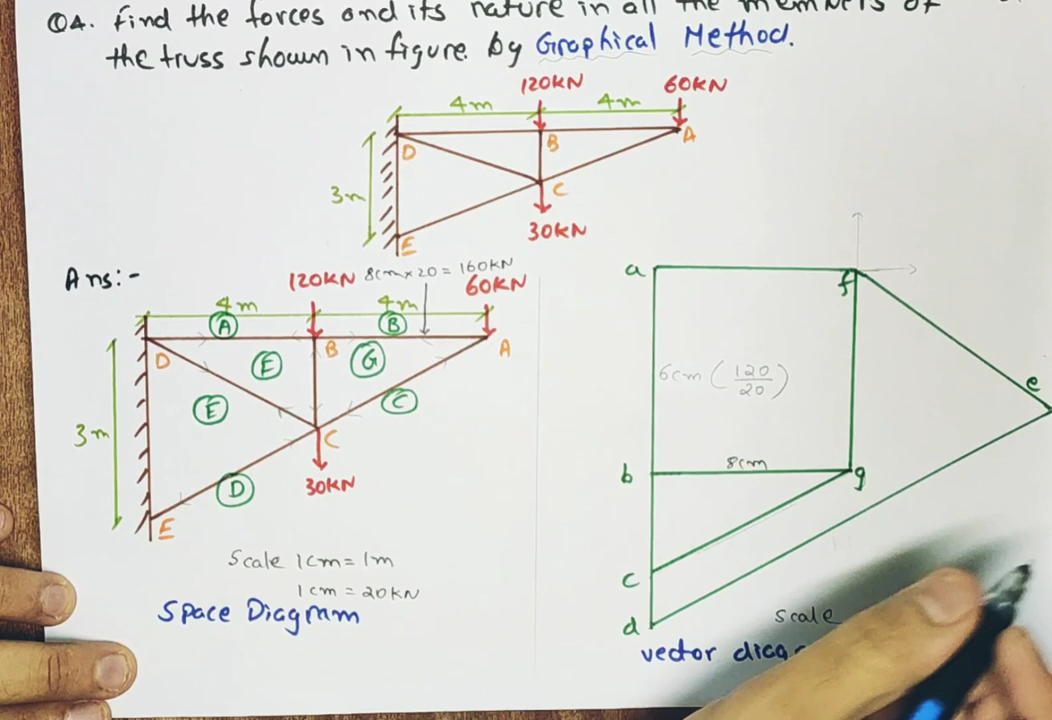 Q4. Find the forces and its nature in all the members of
the truss shown in figure by Graphical Method.
120KN 60KN
4m 4m
D B A
3m
C
30KN
E
Ans:-
120KN 8cm×20 = 160KN
60KN
4m 4m
A B
D B A
E G
E C
3m
C
D 30KN
E
Scale 1cm = 1m
1cm = 20KN
Space Diagram
a f
6cm (120/20)
e
b 8cm g
c
d
scale
vector